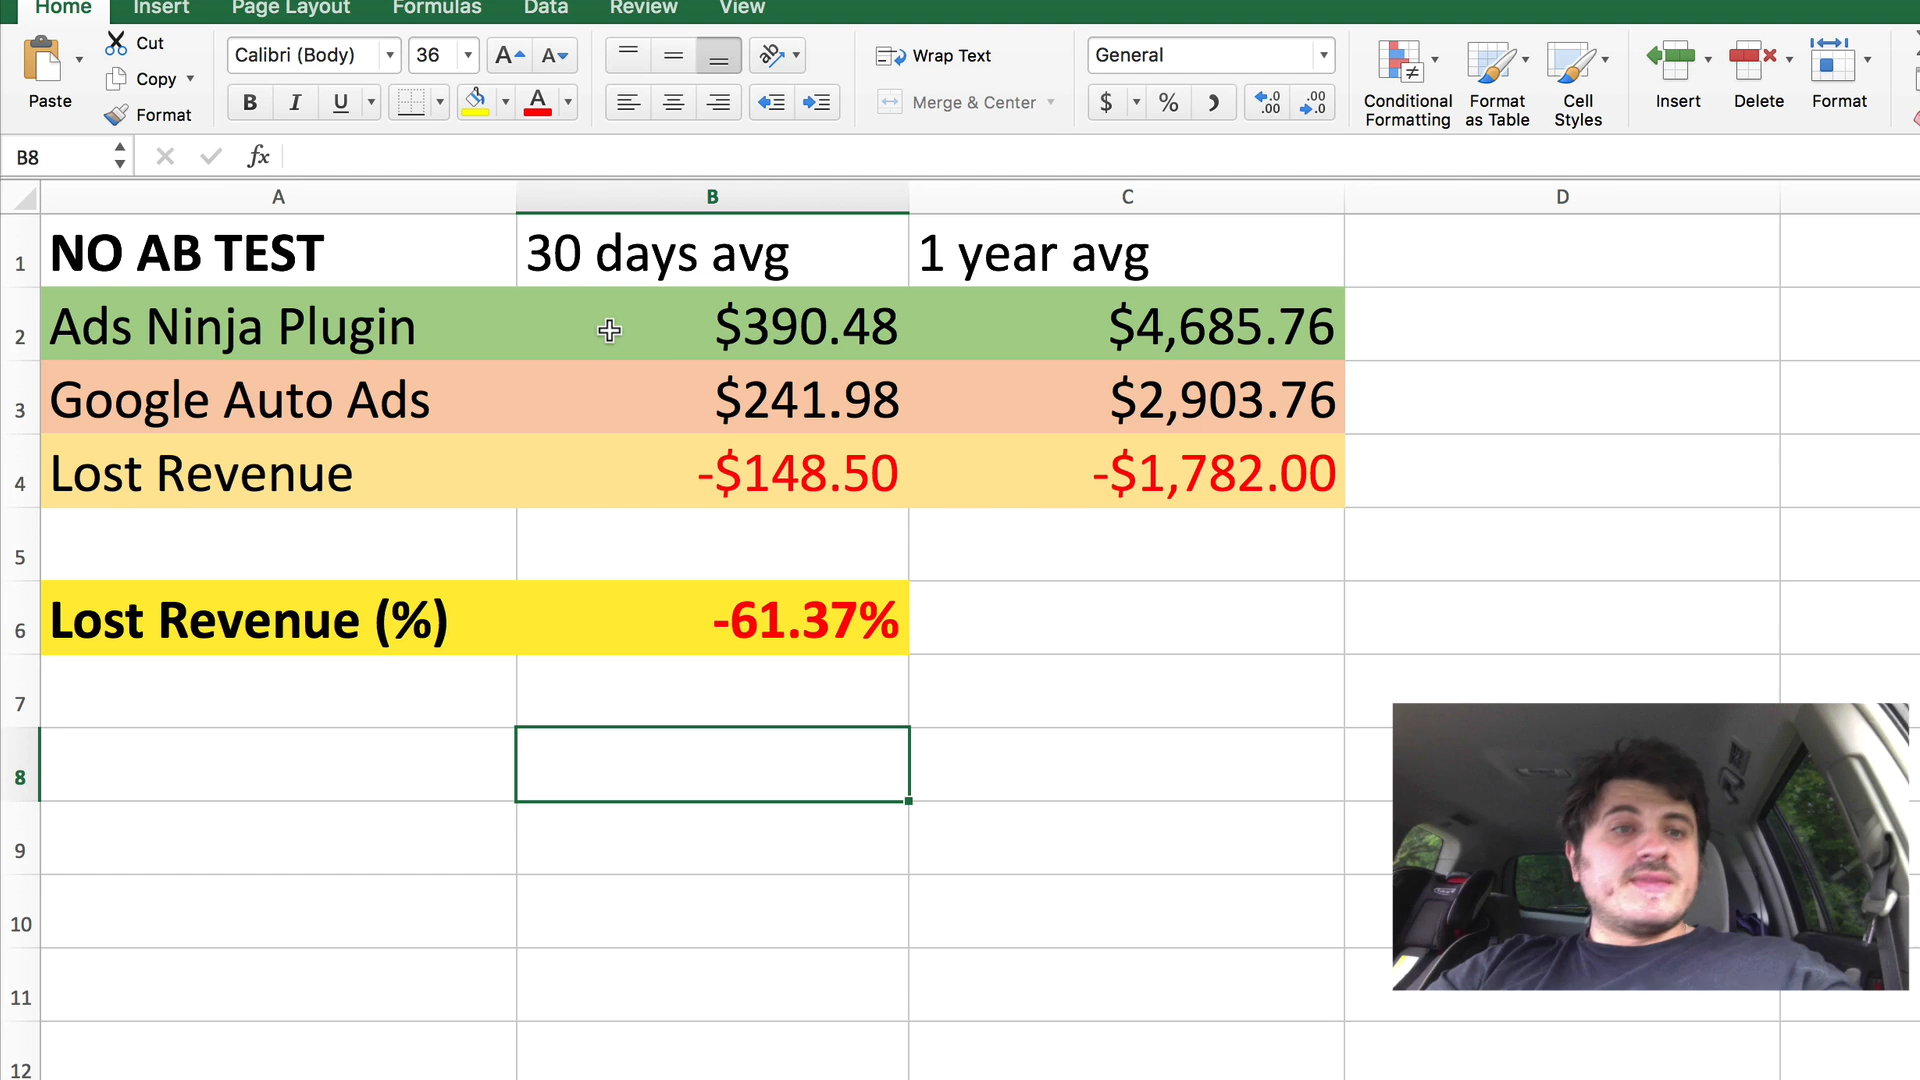 Home Insert Page Layout Formulas Data Review View
Paste
Cut
Copy
Format
Calibri (Body) 36
Wrap Text
Merge & Center
General
Conditional Formatting
Format as Table
Cell Styles
Insert
Delete
Format
B8
fx
A B C D
1 NO AB TEST 30 days avg 1 year avg
2 Ads Ninja Plugin $390.48 $4,685.76
3 Google Auto Ads $241.98 $2,903.76
4 Lost Revenue -$148.50 -$1,782.00
5
6 Lost Revenue (%) -61.37%
7
8
9
10
11
12